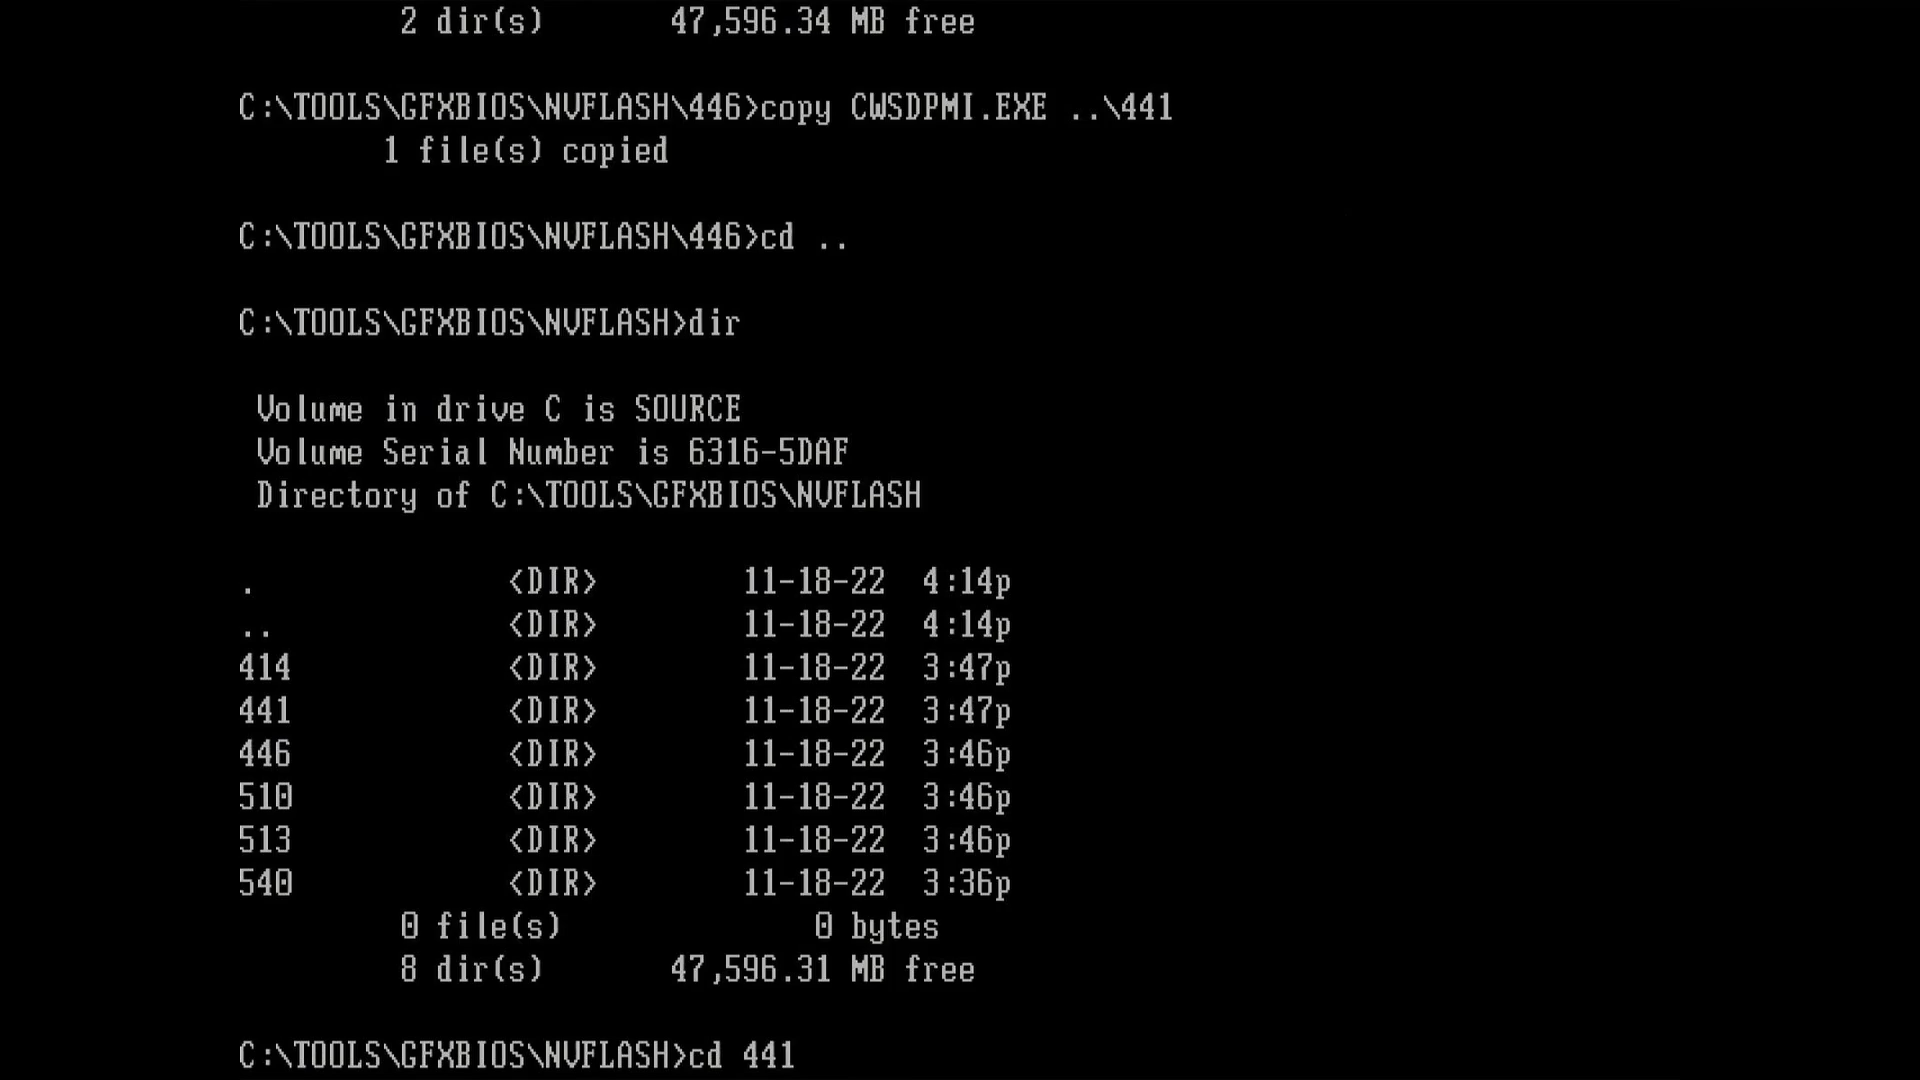 2 dir(s) 47,596.34 MB free
C:\TOOLS\GFXBIOS\NVFLASH\446>copy CWSDPMI.EXE ..\441
1 file(s) copied
C:\TOOLS\GFXBIOS\NVFLASH\446>cd ..
C:\TOOLS\GFXBIOS\NVFLASH>dir
Volume in drive C is SOURCE
Volume Serial Number is 6316-5DAF
Directory of C:\TOOLS\GFXBIOS\NVFLASH
. <DIR> 11-18-22 4:14p
.. <DIR> 11-18-22 4:14p
414 <DIR> 11-18-22 3:47p
441 <DIR> 11-18-22 3:47p
446 <DIR> 11-18-22 3:46p
510 <DIR> 11-18-22 3:46p
513 <DIR> 11-18-22 3:46p
540 <DIR> 11-18-22 3:36p
0 file(s) 0 bytes
8 dir(s) 47,596.31 MB free
C:\TOOLS\GFXBIOS\NVFLASH>cd 441